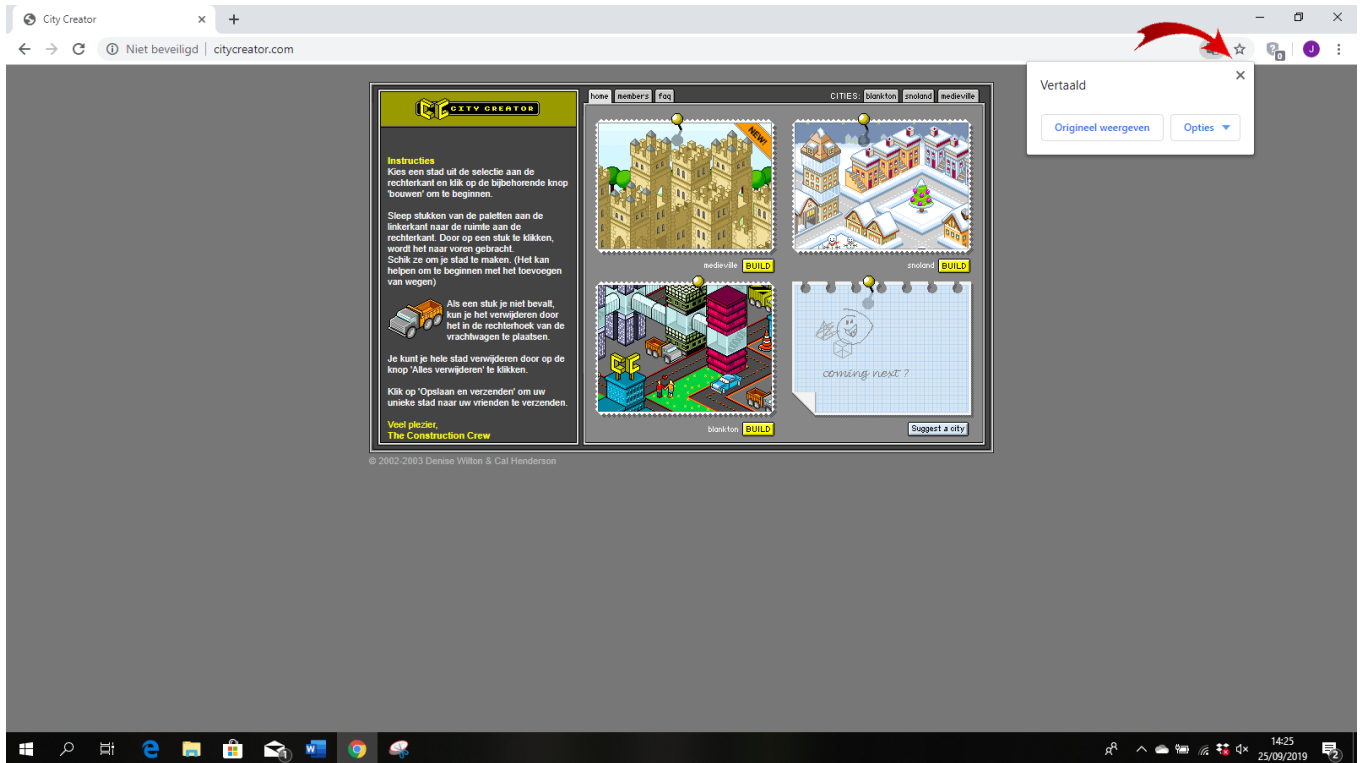 City Creator
Niet beveiligd
citycreator.com
Vertaald
Origineel weergeven
Opties
CITY CREATOR
home
members
faq
CITIES:
blankton
snoland
medieville
Instructies
Kies een stad uit de selectie aan de
rechterkant en klik op de bijbehorende knop
'bouwen' om te beginnen.
Sleep stukken van de paletten aan de
linkerkant naar de ruimte aan de
rechterkant. Door op een stuk te klikken,
wordt het naar voren gebracht.
Schik ze om je stad te maken. (Het kan
helpen om te beginnen met het toevoegen
van wegen)
Als een stuk je niet bevalt,
kun je het verwijderen door
het in de rechterhoek van de
vrachtwagen te plaatsen.
Je kunt je hele stad verwijderen door op de
knop 'Alles verwijderen' te klikken.
Klik op 'Opslaan en verzenden' om uw
unieke stad naar uw vrienden te verzenden.
Veel plezier,
The Construction Crew
NEW!
medieville
BUILD
snoland
BUILD
CC
coming next ?
blankton
BUILD
Suggest a city
© 2002-2003 Denise Wilton & Cal Henderson
14:25
25/09/2019